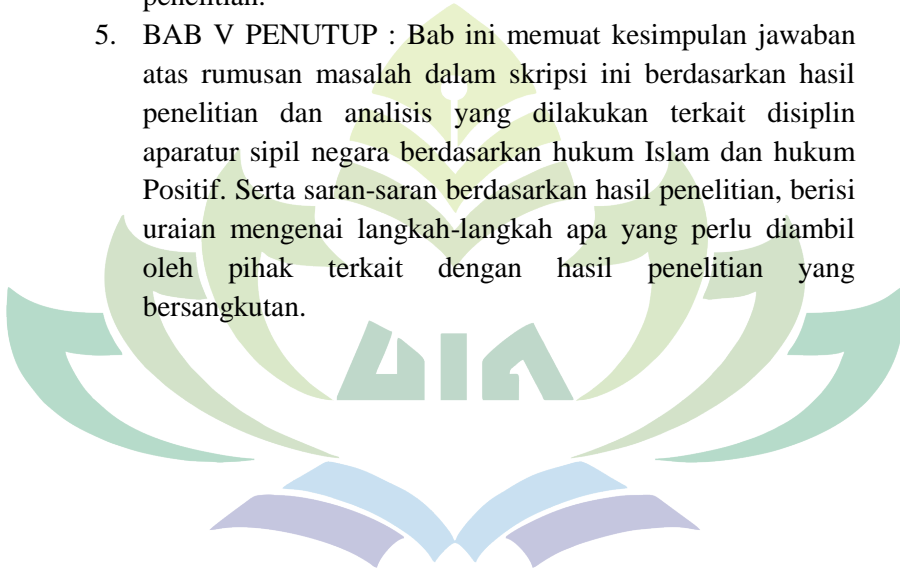 penelitian.
5. BAB V PENUTUP : Bab ini memuat kesimpulan jawaban
atas rumusan masalah dalam skripsi ini berdasarkan hasil
penelitian dan analisis yang dilakukan terkait disiplin
aparatur sipil negara berdasarkan hukum Islam dan hukum
Positif. Serta saran-saran berdasarkan hasil penelitian, berisi
uraian mengenai langkah-langkah apa yang perlu diambil
oleh pihak terkait dengan hasil penelitian yang
bersangkutan.
UIN